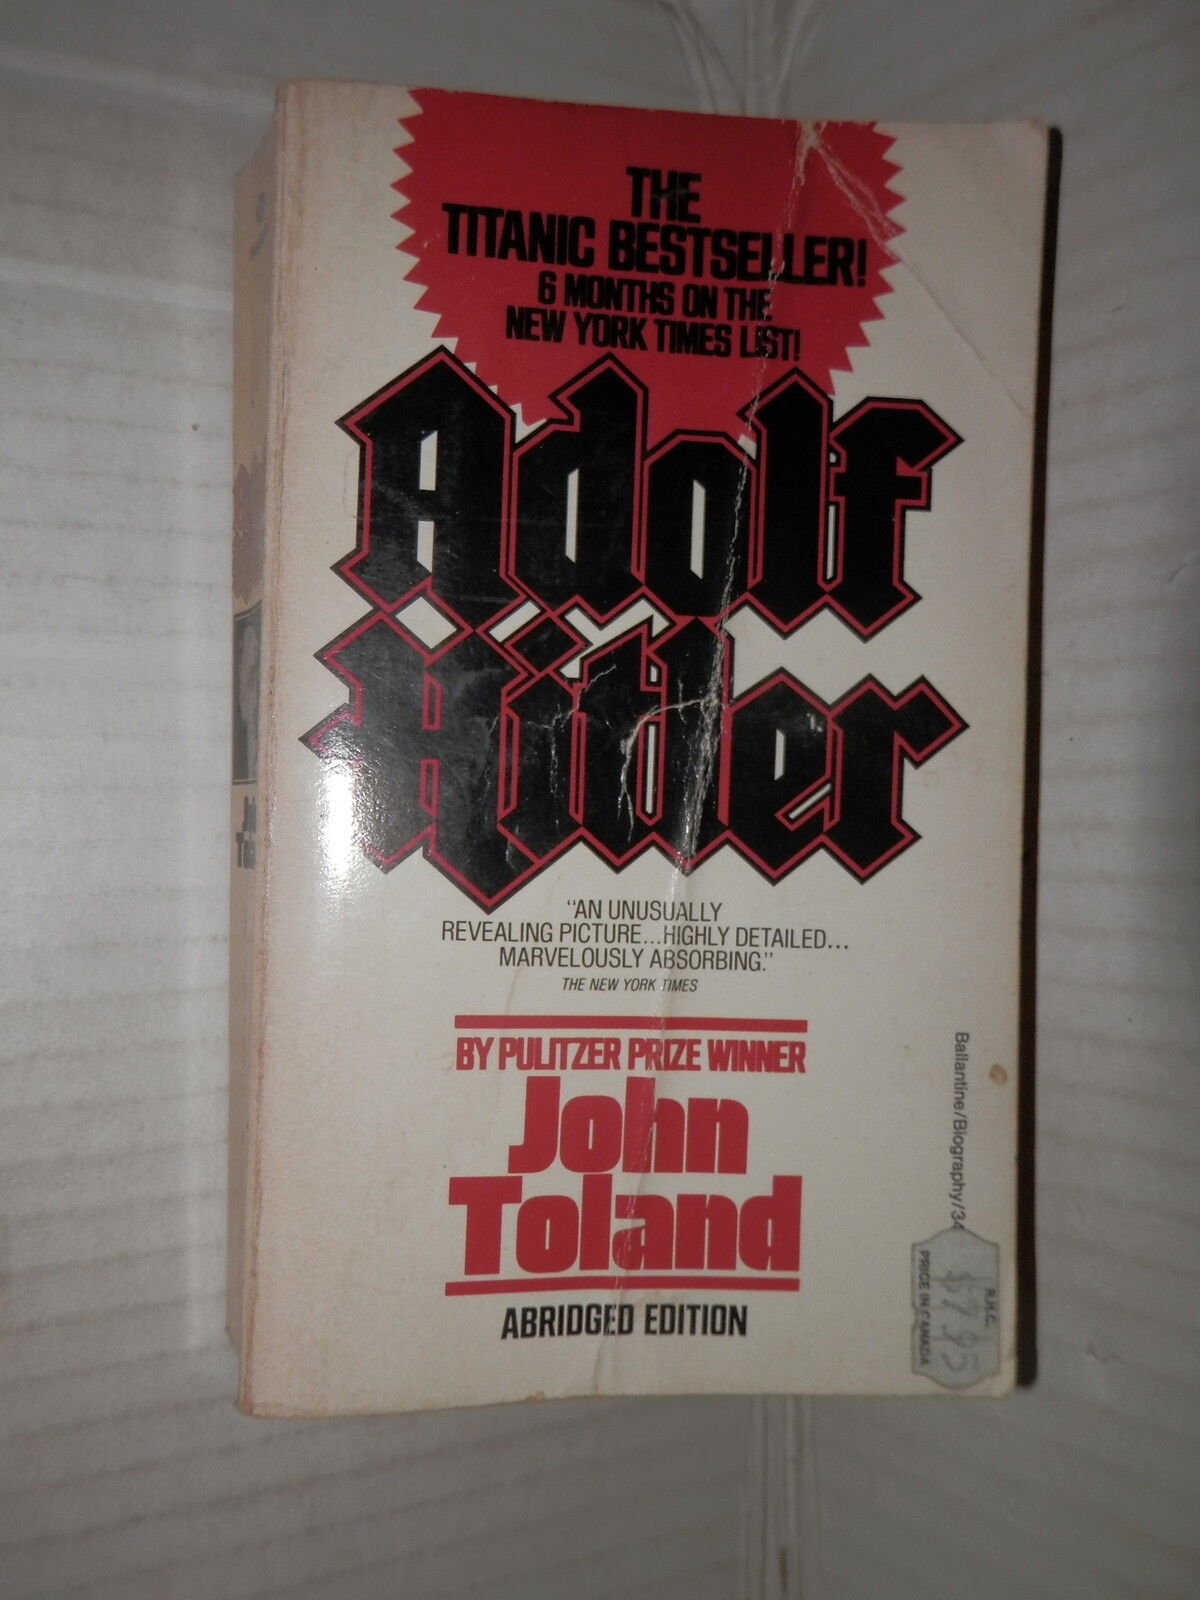 THE
TITANIC BESTSELLER!
6 MONTHS ON THE
NEW YORK TIMES LIST!
Adolf
Hitler
"AN UNUSUALLY
REVEALING PICTURE...HIGHLY DETAILED...
MARVELOUSLY ABSORBING."
THE NEW YORK TIMES
BY PULITZER PRIZE WINNER
John
Toland
ABRIDGED EDITION
Ballantine/Biography/34
R.H.C.
$7.95
PRICE IN CANADA